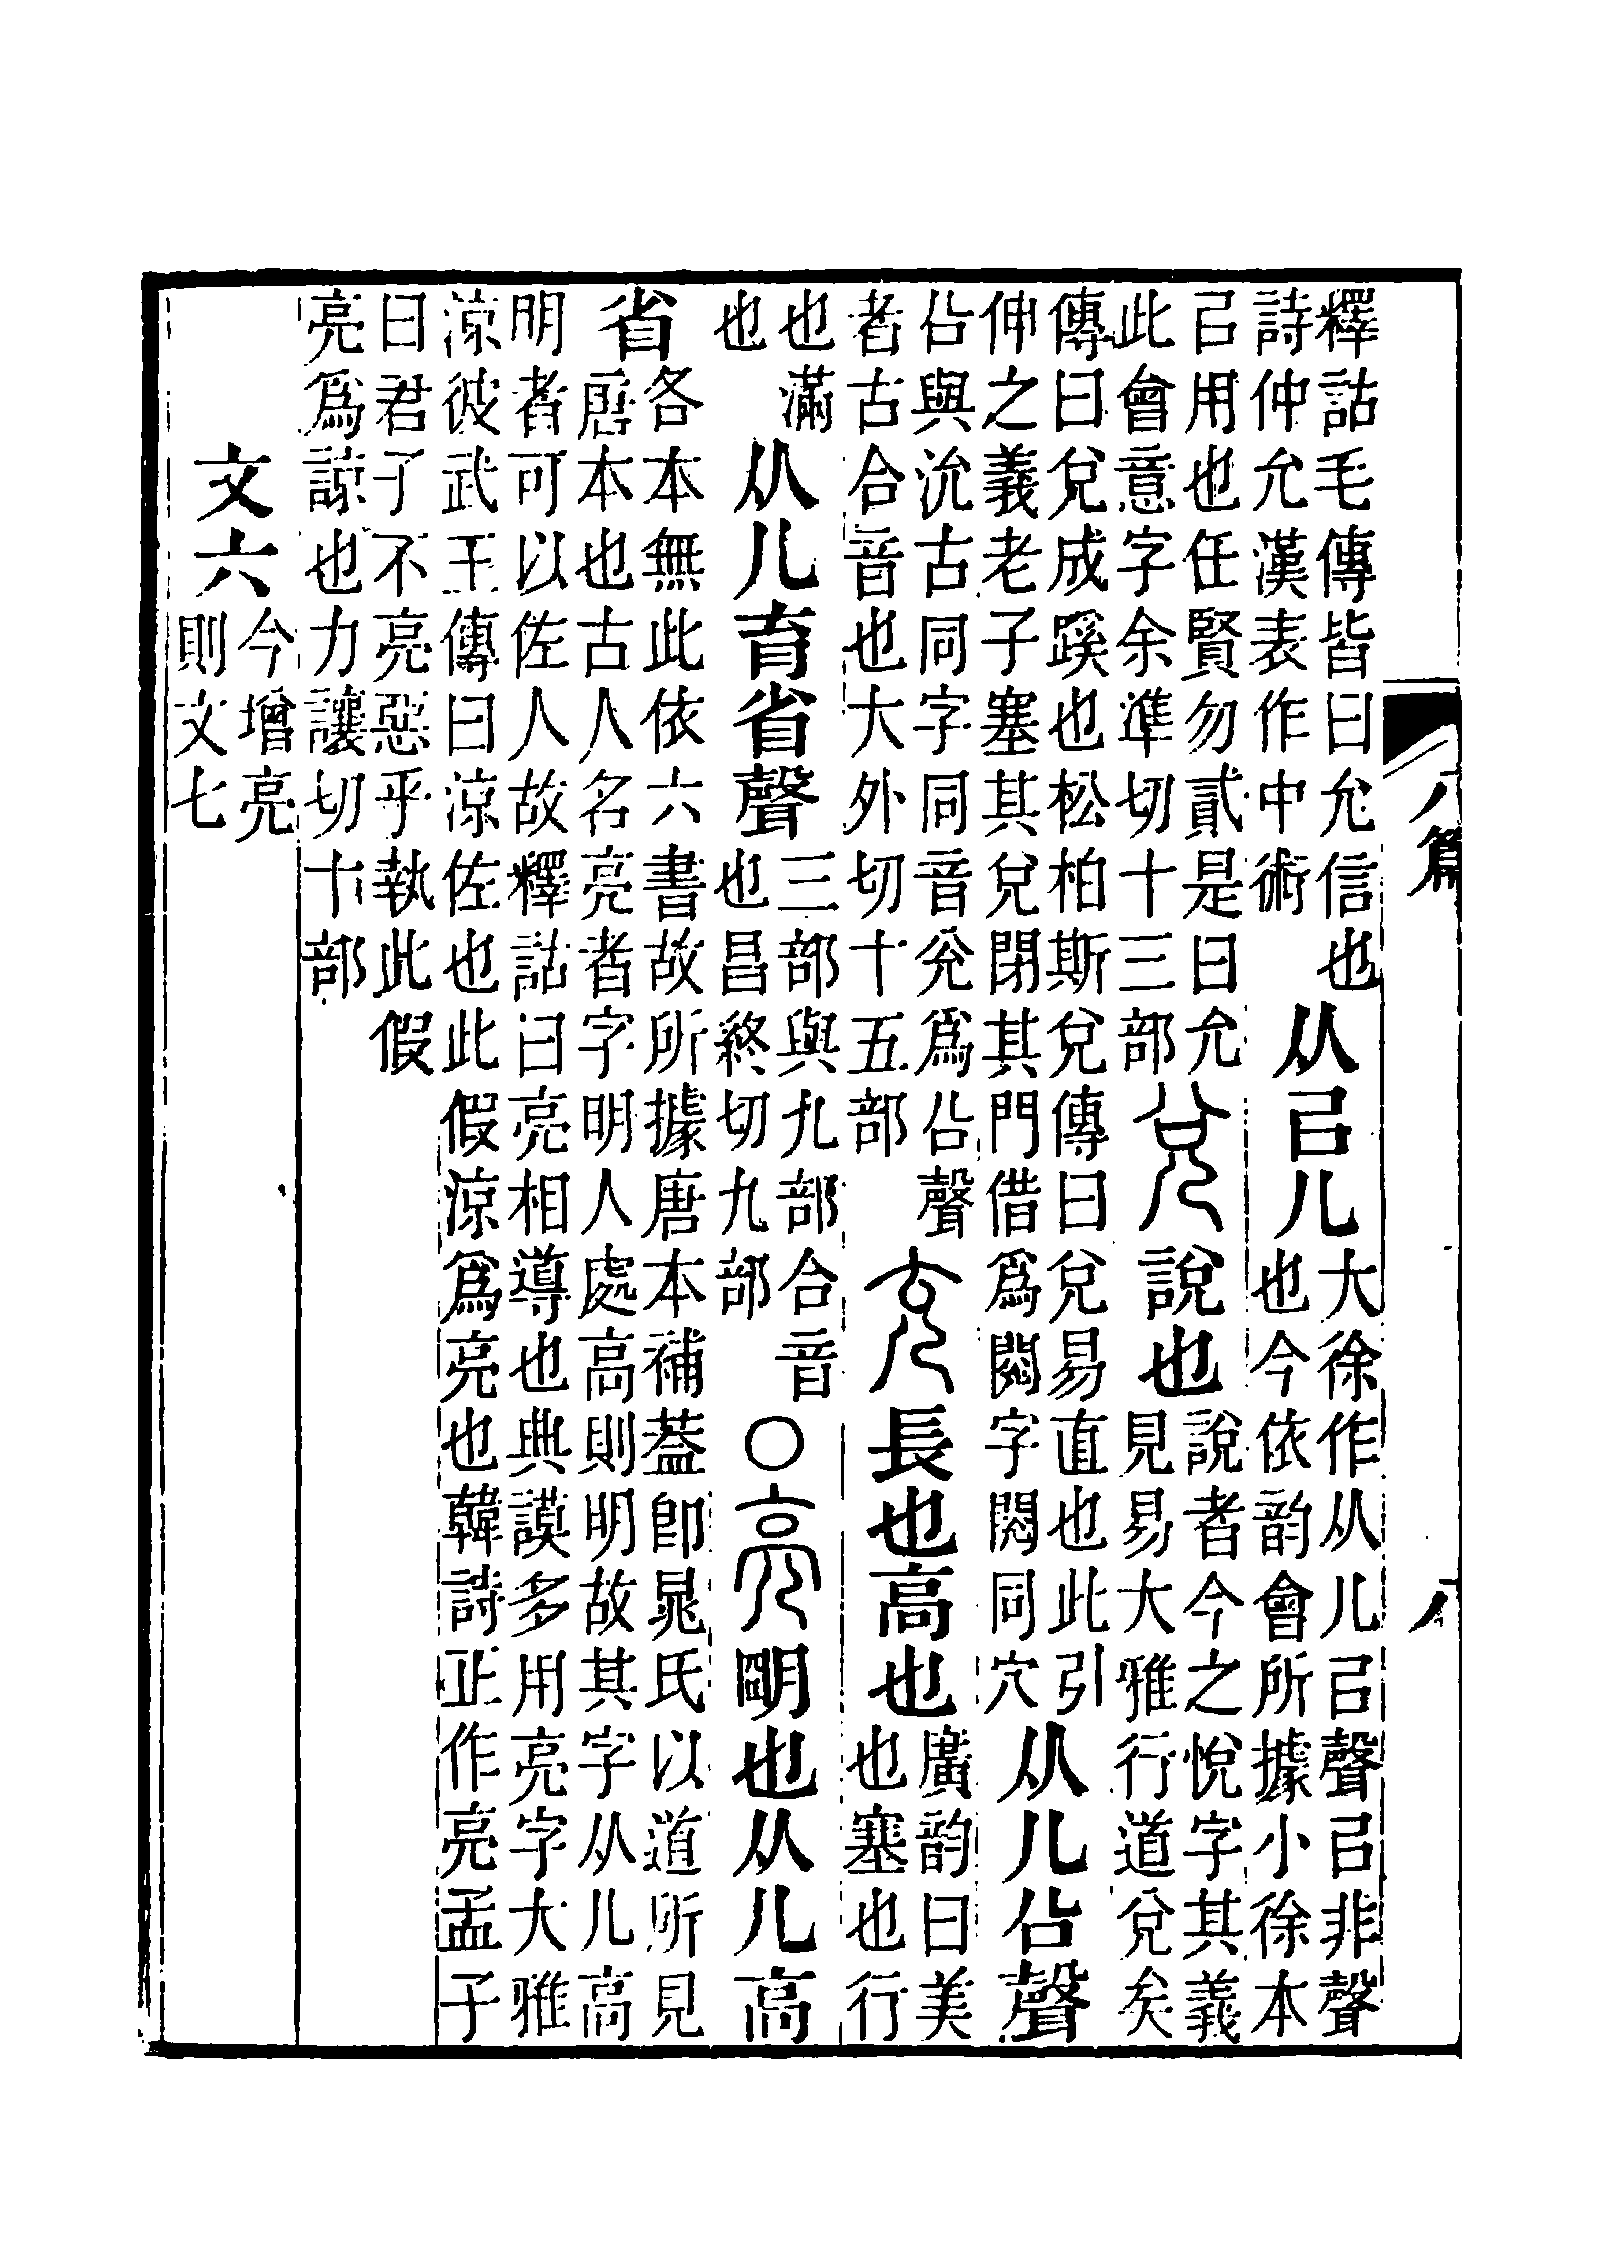 八篇
八
釋詁毛傳皆曰允信也
詩仲允漢表作中術
从㠯儿
大徐作从儿㠯聲㠯非聲
也今依韵會所據小徐本
㠯用也任賢勿貳是曰允
此會意字余準切十三部
兌說也
說者今之悅字其義
見易大雅行道兌矣
傳曰兌成蹊也松柏斯兌傳曰兌易直也此引
伸之義老子塞其兌閉其門借爲閱字閱同穴
从儿㕣聲
㕣與沇古同字同音兊爲㕣聲
者古合音也大外切十五部
充長也高也
廣韵曰美
也塞也行
也滿
也
从儿育省聲
三部與九部合音
也昌終切九部
○亮朙也从儿高
省
各本無此依六書故所據唐本補葢卽晁氏以道所見
唐本也古人名亮者字明人處高則明故其字从儿高
明者可以佐人故釋詁曰亮相導也典謨多用亮字大雅
涼彼武王傳曰涼佐也此假涼爲亮也韓詩正作亮孟子
曰君子不亮惡乎執此假
亮爲諒也力讓切十部
文六
今增亮
則文七